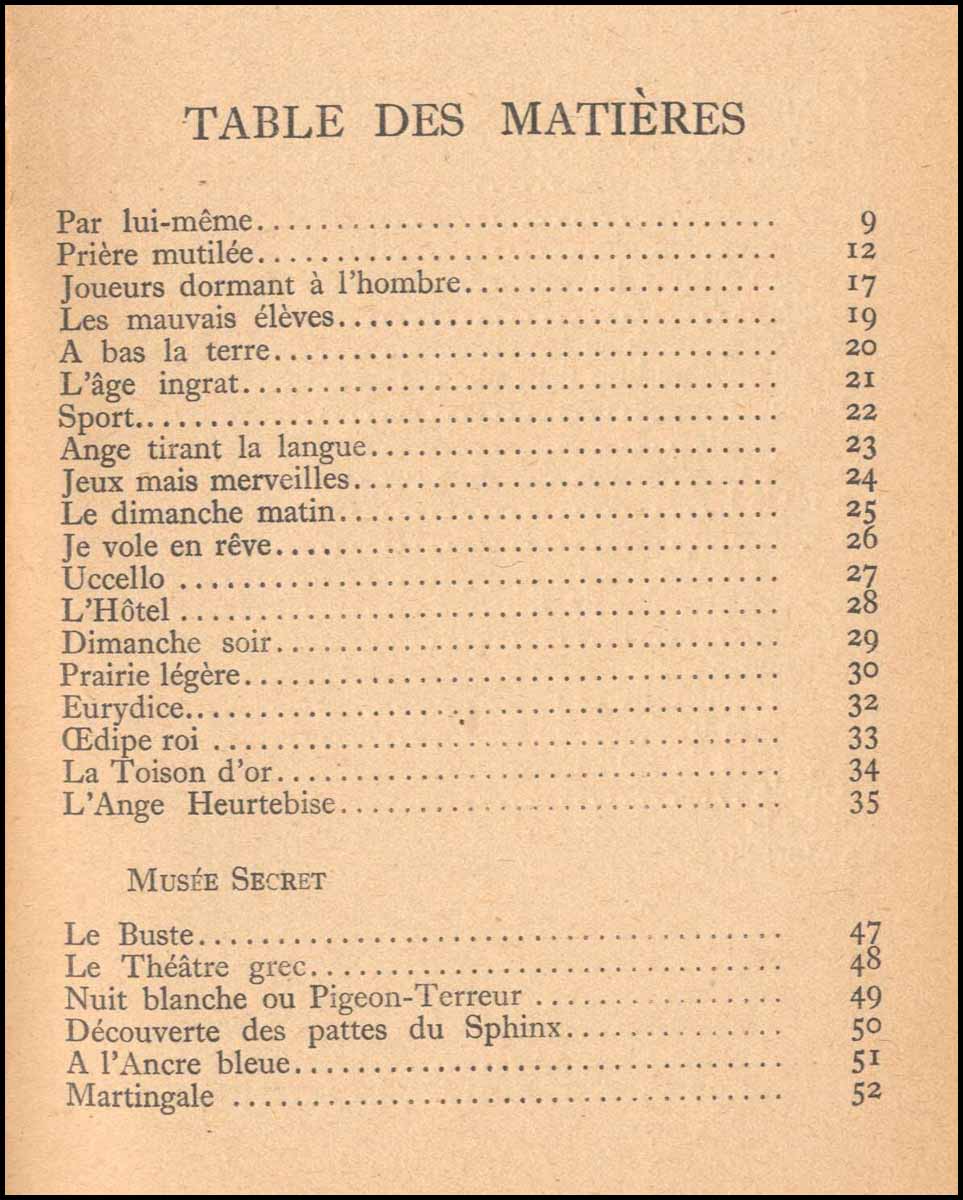 TABLE DES MATIÈRES
Par lui-même................................ 9
Prière mutilée................................ 12
Joueurs dormant à l'hombre.................... 17
Les mauvais élèves............................ 19
A bas la terre................................ 20
L'âge ingrat.................................. 21
Sport......................................... 22
Ange tirant la langue......................... 23
Jeux mais merveilles.......................... 24
Le dimanche matin............................. 25
Je vole en rêve............................... 26
Uccello ...................................... 27
L'Hôtel ...................................... 28
Dimanche soir................................. 29
Prairie légère................................ 30
Eurydice...................................... 32
Œdipe roi .................................... 33
La Toison d'or................................ 34
L'Ange Heurtebise............................. 35
MUSÉE SECRET
Le Buste...................................... 47
Le Théâtre grec............................... 48
Nuit blanche ou Pigeon-Terreur ............... 49
Découverte des pattes du Sphinx............... 50
A l'Ancre bleue............................... 51
Martingale ................................... 52